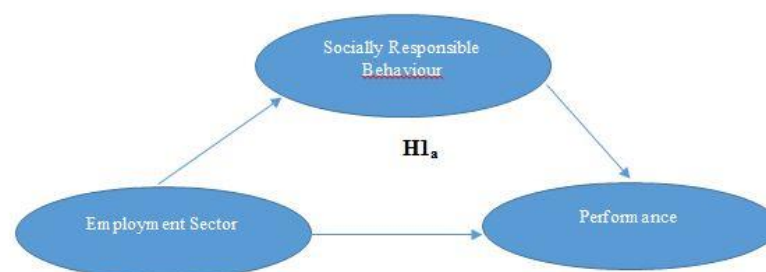 Socially Responsible
Behaviour
H1ₐ
Employment Sector
Performance